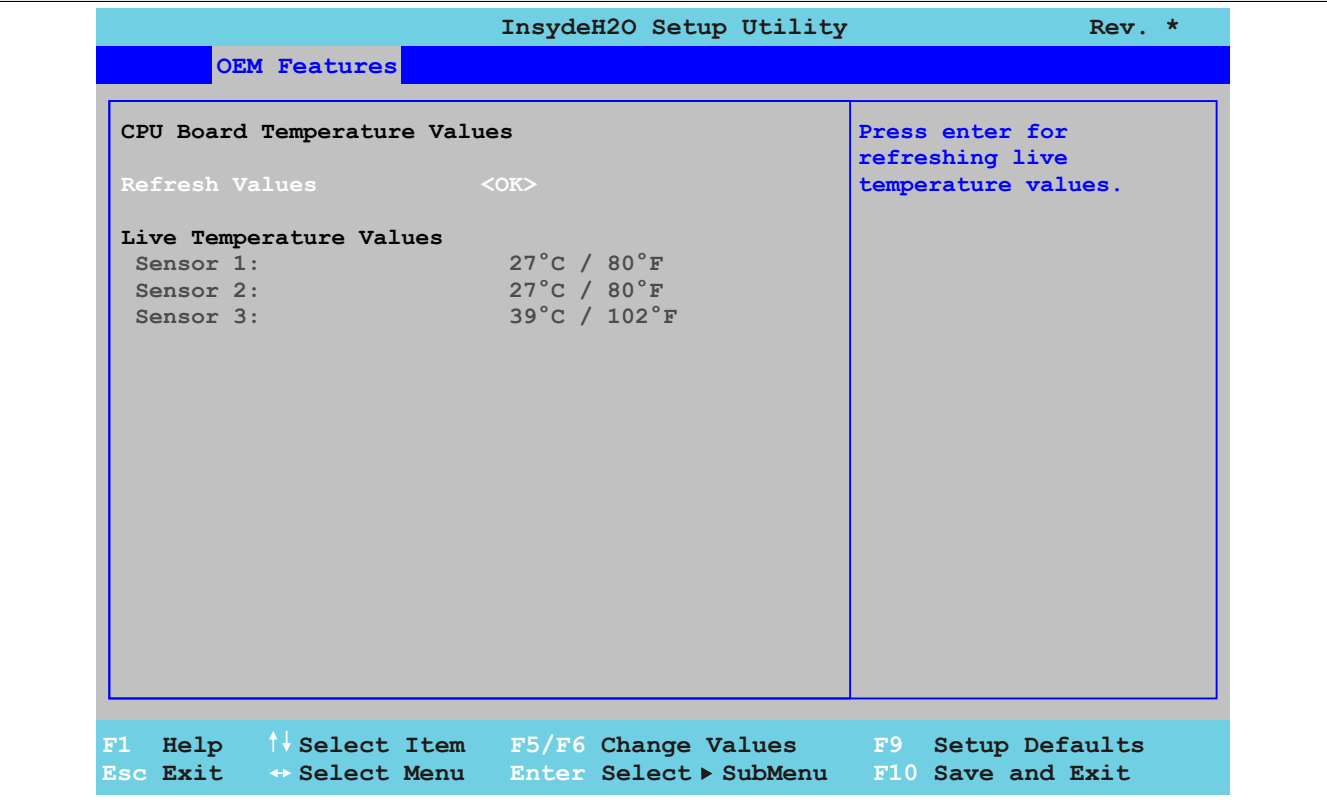 InsydeH2O Setup Utility Rev. *
OEM Features
CPU Board Temperature Values
Refresh Values <OK>
Live Temperature Values
Sensor 1: 27°C / 80°F
Sensor 2: 27°C / 80°F
Sensor 3: 39°C / 102°F
Press enter for
refreshing live
temperature values.
F1 Help ↑↓ Select Item F5/F6 Change Values F9 Setup Defaults
Esc Exit ↔ Select Menu Enter Select ▶ SubMenu F10 Save and Exit